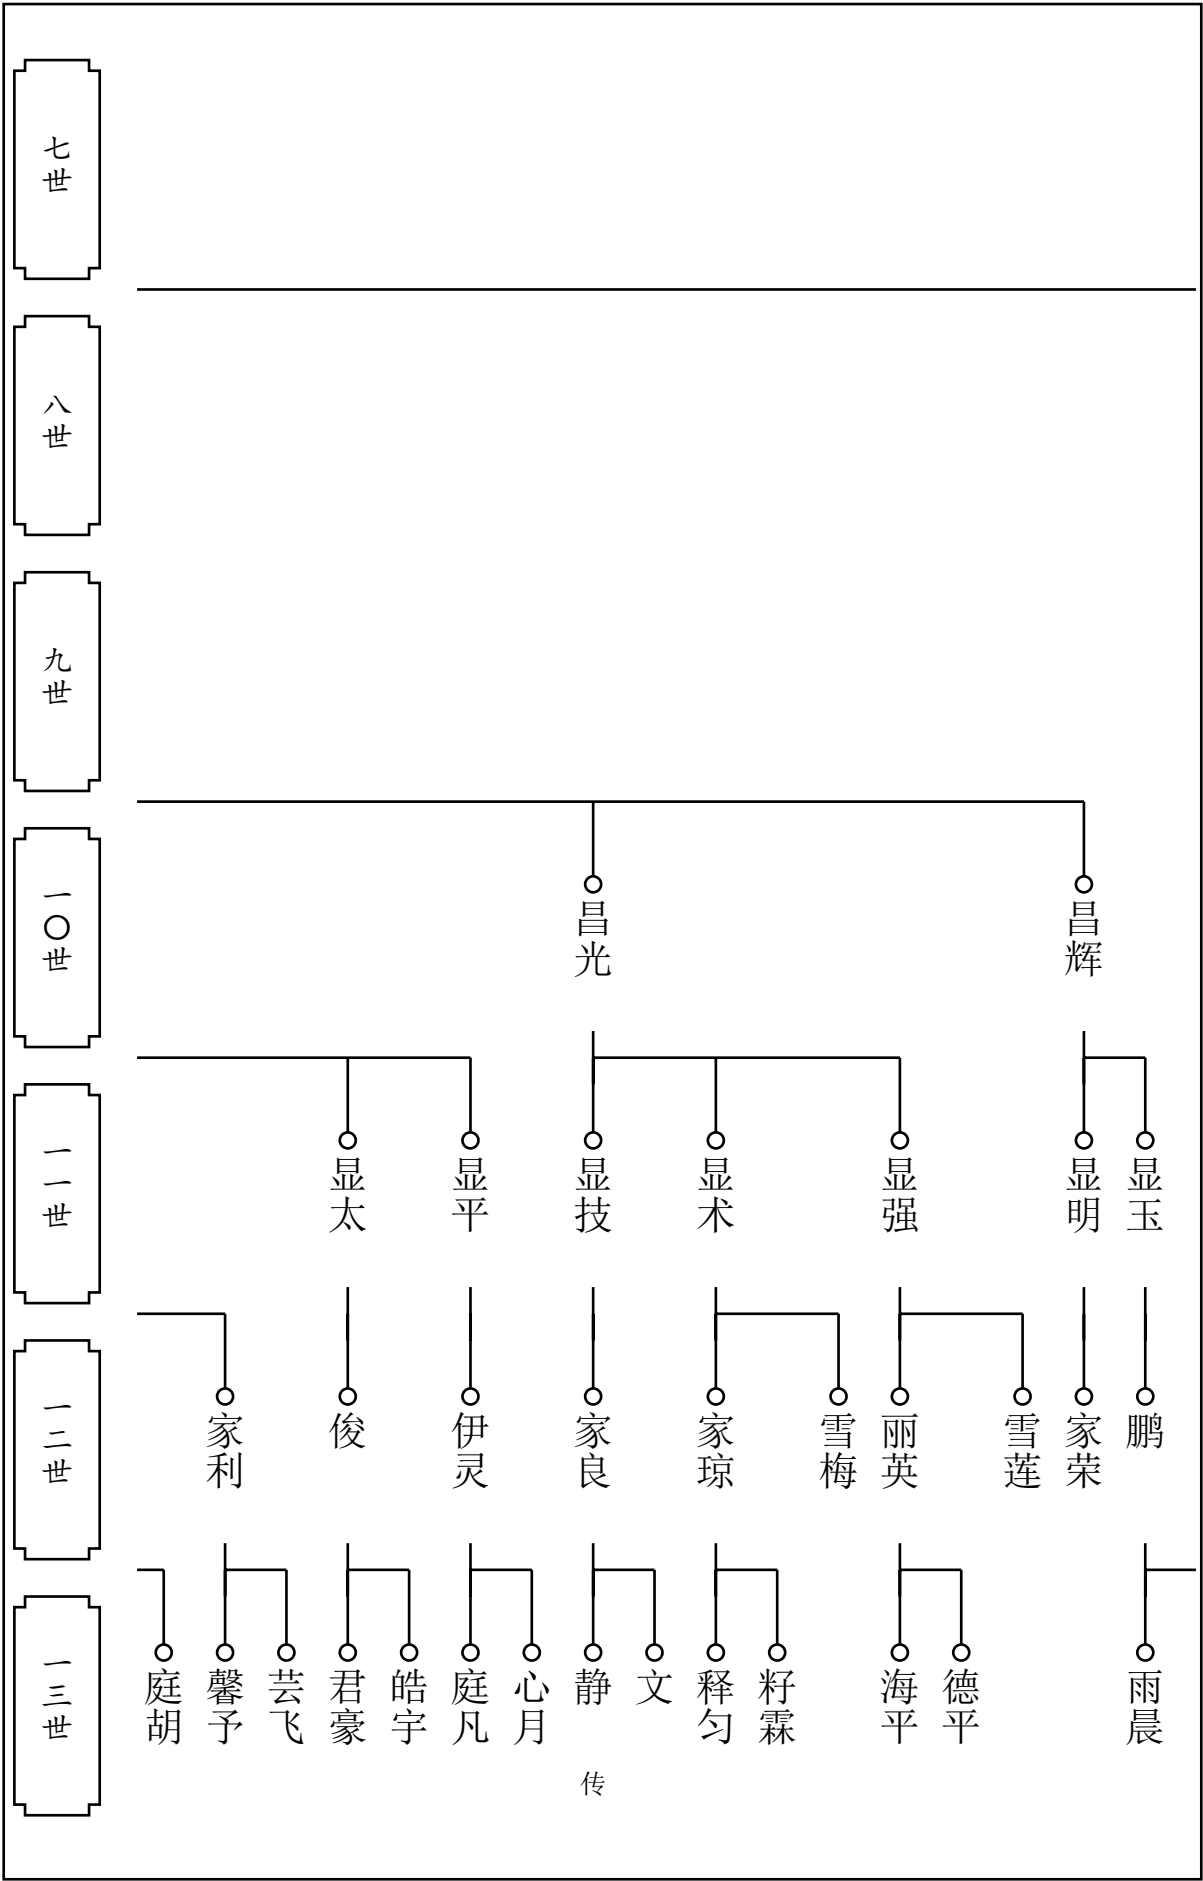 七世
八世
九世
一〇世
昌光
昌辉
一一世
显太
显平
显技
显术
显强
显明
显玉
一二世
家利
俊
伊灵
家良
家琼
雪梅
丽英
雪莲
家荣
鹏
一三世
庭胡
馨予
芸飞
君豪
皓宇
庭凡
心月
静
文
释匀
籽霖
海平
德平
雨晨
传